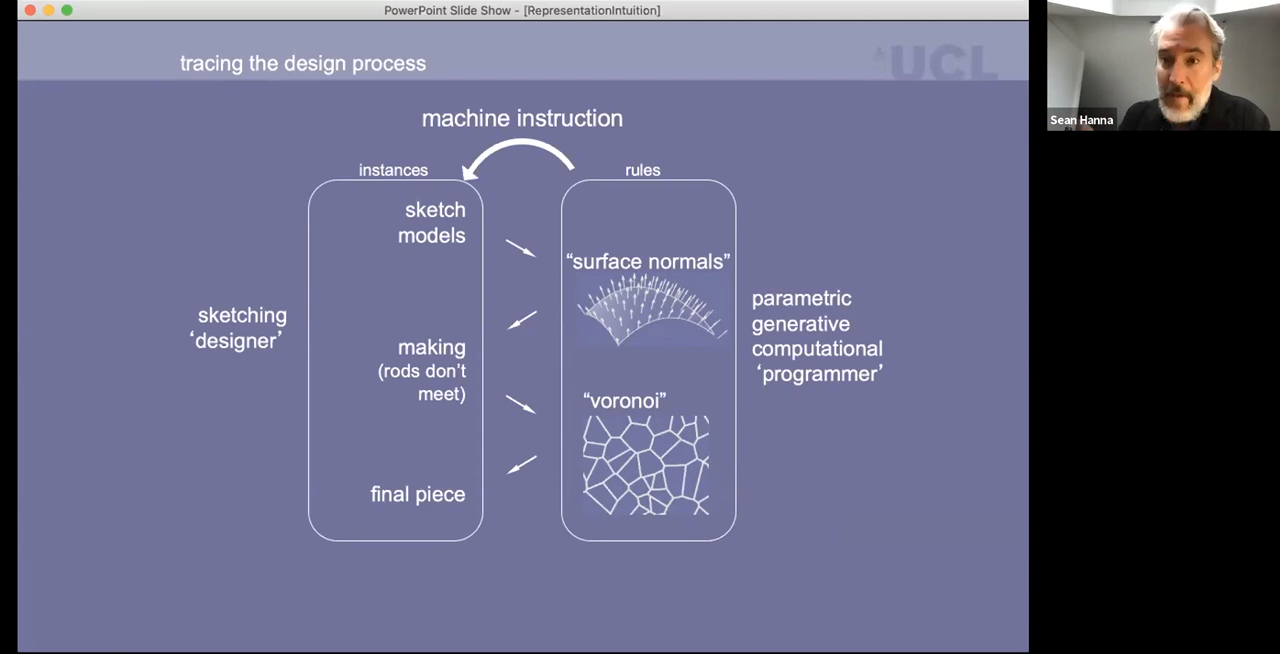 PowerPoint Slide Show - [RepresentationIntuition]
tracing the design process
UCL
machine instruction
instances
rules
sketch
models
“surface normals”
sketching
‘designer’
parametric
generative
computational
‘programmer’
making
(rods don’t
meet)
“voronoi”
final piece
Sean Hanna